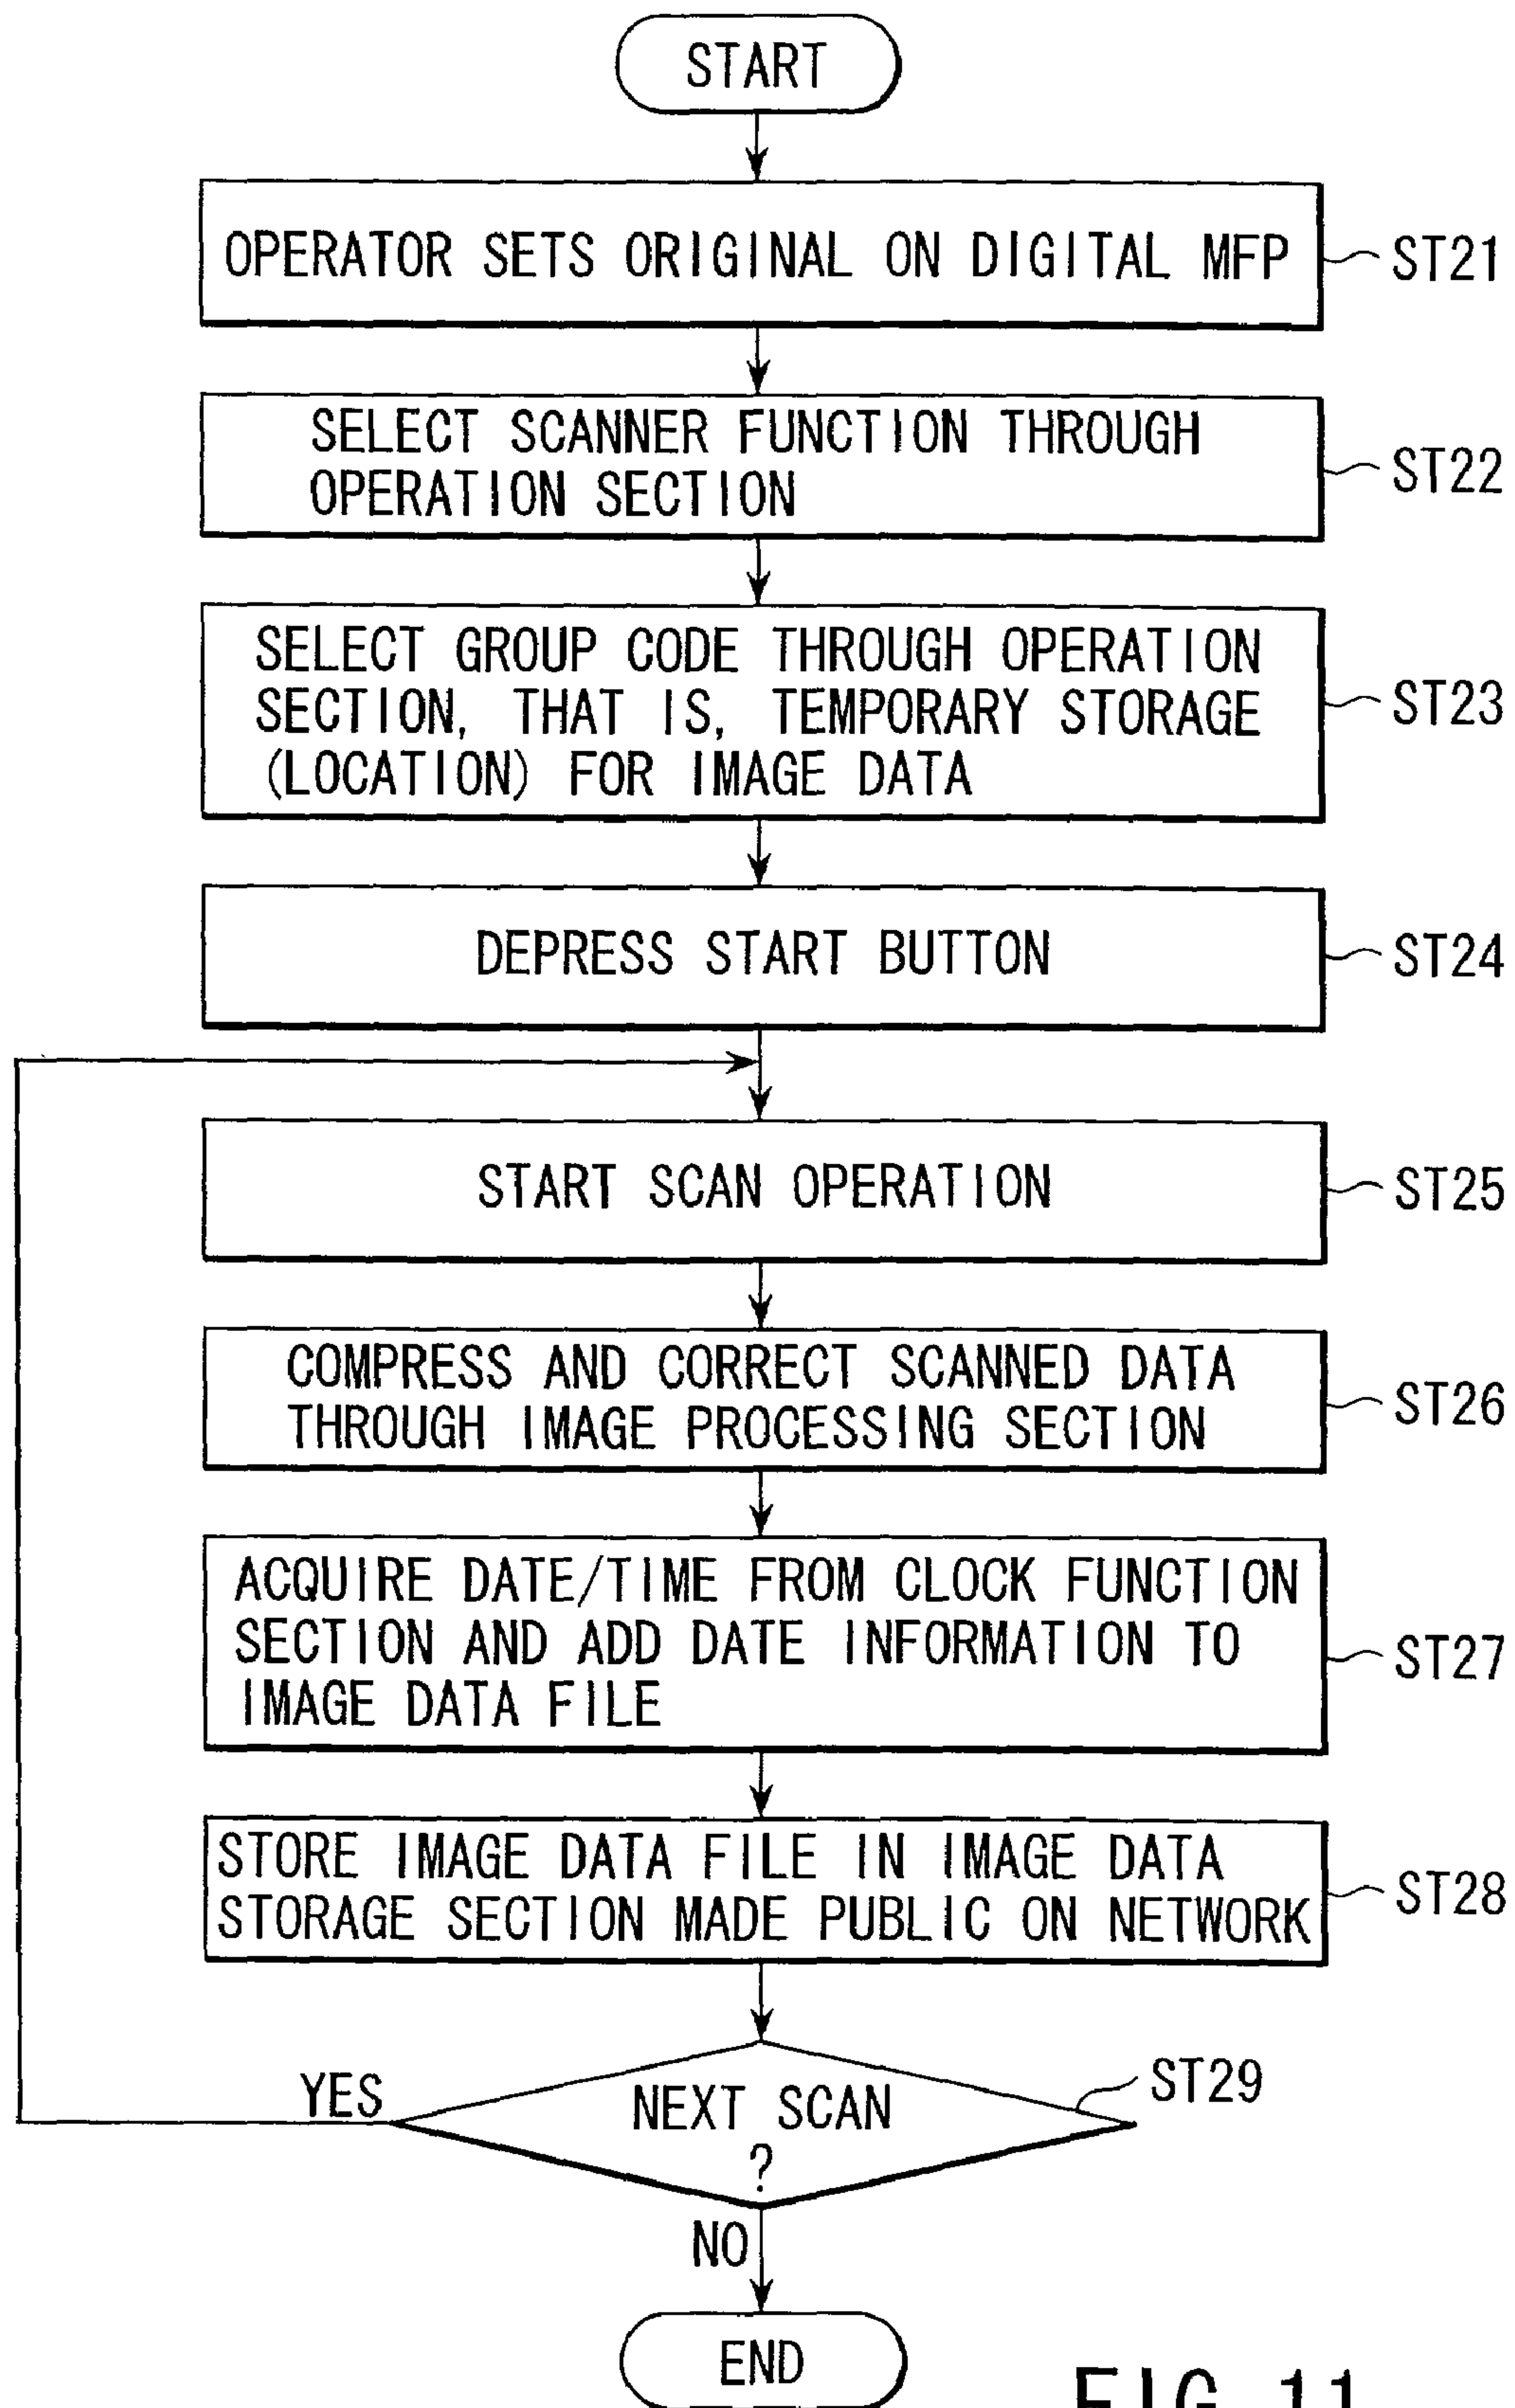 START
OPERATOR SETS ORIGINAL ON DIGITAL MFP
ST21
SELECT SCANNER FUNCTION THROUGH
OPERATION SECTION
ST22
SELECT GROUP CODE THROUGH OPERATION
SECTION, THAT IS, TEMPORARY STORAGE
(LOCATION) FOR IMAGE DATA
ST23
DEPRESS START BUTTON
ST24
START SCAN OPERATION
ST25
COMPRESS AND CORRECT SCANNED DATA
THROUGH IMAGE PROCESSING SECTION
ST26
ACQUIRE DATE/TIME FROM CLOCK FUNCTION
SECTION AND ADD DATE INFORMATION TO
IMAGE DATA FILE
ST27
STORE IMAGE DATA FILE IN IMAGE DATA
STORAGE SECTION MADE PUBLIC ON NETWORK
ST28
YES
NEXT SCAN
?
ST29
NO
END
FIG. 11